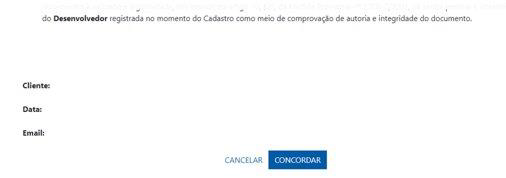 do Desenvolvedor registrada no momento do Cadastro como meio de comprovação de autoria e integridade do documento.
Cliente:
Data:
Email:
CANCELAR CONCORDAR